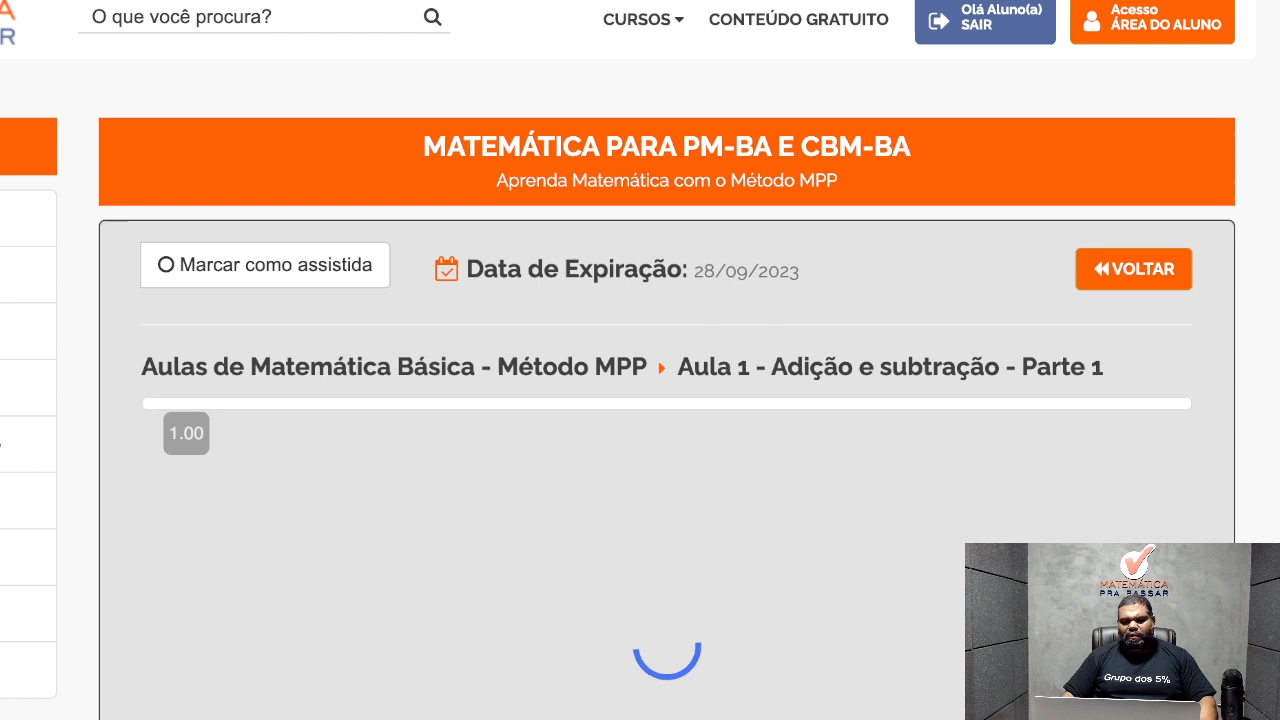 A
R
O que você procura?
CURSOS
CONTEÚDO GRATUITO
Olá Aluno(a)
SAIR
Acesso
ÁREA DO ALUNO
MATEMÁTICA PARA PM-BA E CBM-BA
Aprenda Matemática com o Método MPP
Marcar como assistida
Data de Expiração: 28/09/2023
VOLTAR
Aulas de Matemática Básica - Método MPP Aula 1 - Adição e subtração - Parte 1
1.00
MATEMÁTICA
PRA PASSAR
Grupo dos 5%